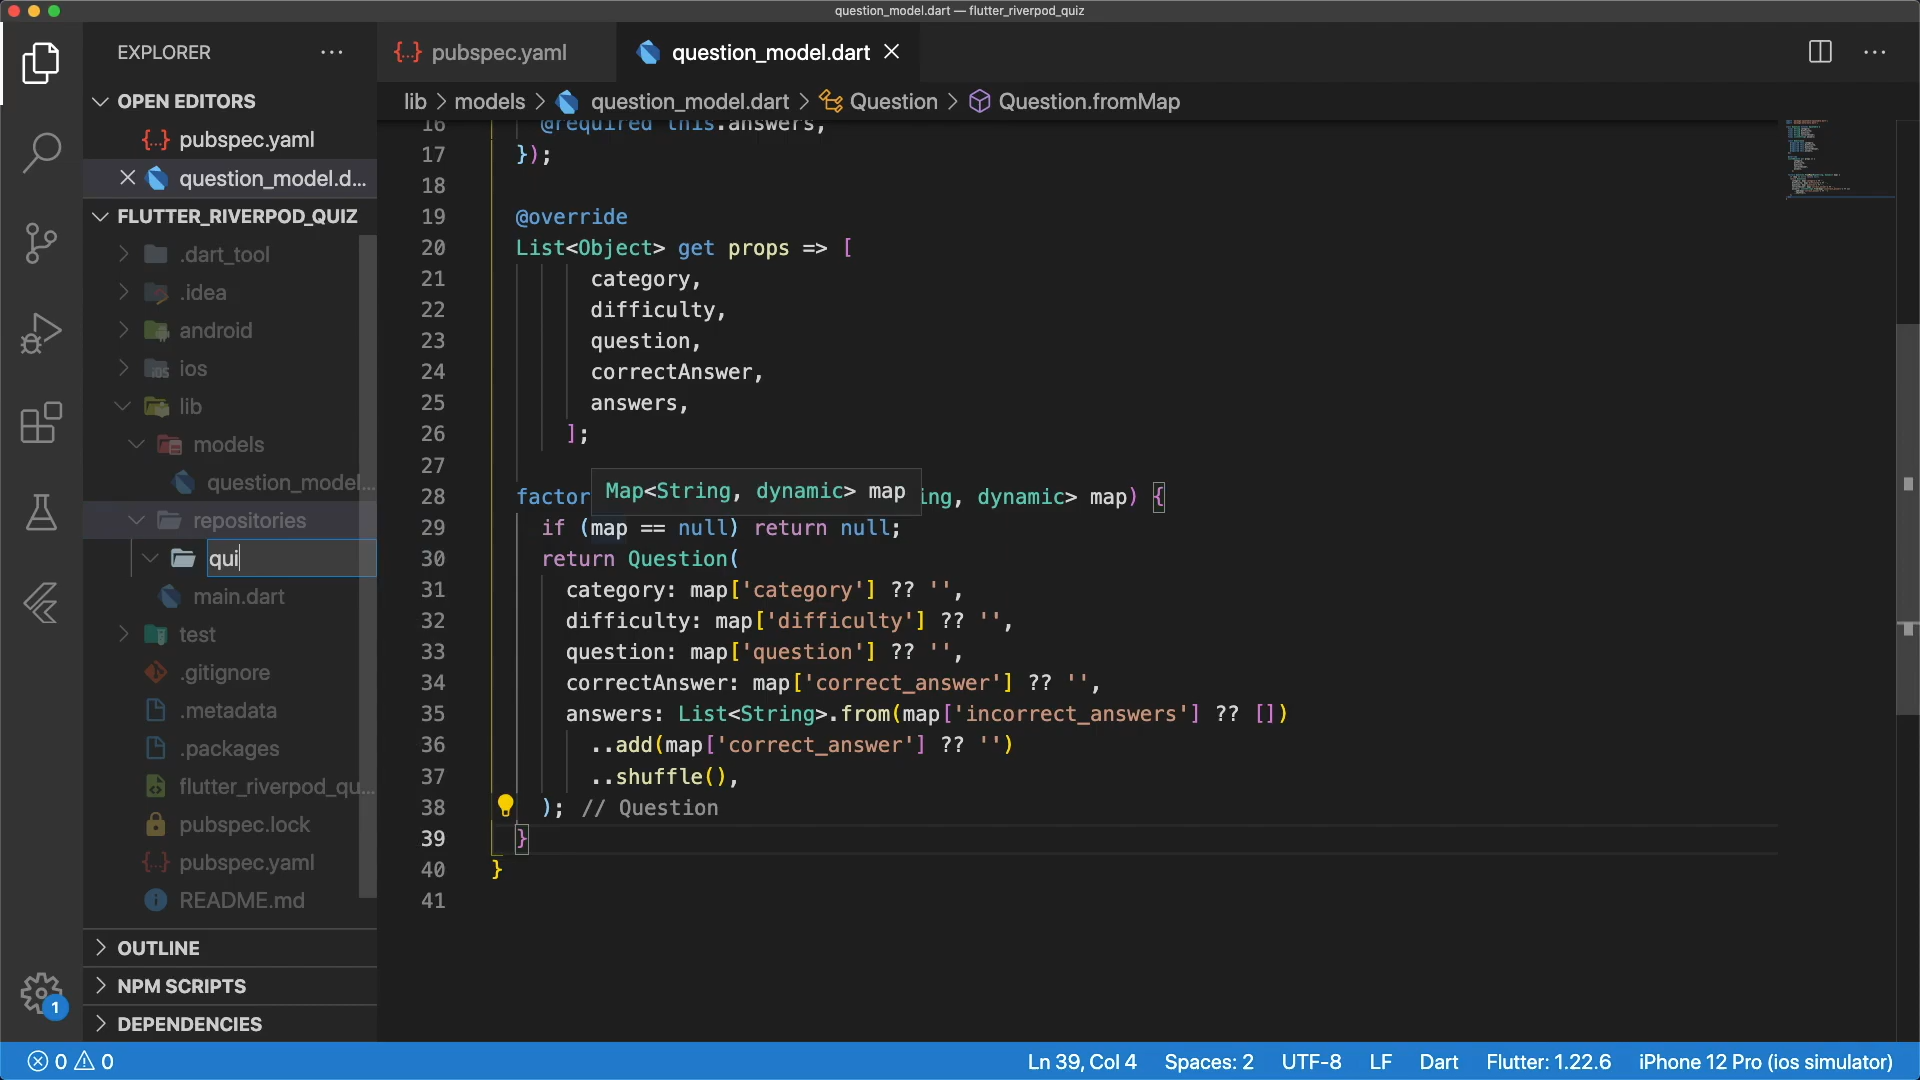 question_model.dart — flutter_riverpod_quiz
EXPLORER
pubspec.yaml
question_model.dart
OPEN EDITORS
pubspec.yaml
question_model.d...
FLUTTER_RIVERPOD_QUIZ
.dart_tool
.idea
android
ios
lib
models
question_model...
repositories
qui
main.dart
test
.gitignore
.metadata
.packages
flutter_riverpod_qu...
pubspec.lock
pubspec.yaml
README.md
OUTLINE
NPM SCRIPTS
DEPENDENCIES
1
lib > models > question_model.dart > Question > Question.fromMap
16 @required this.answers,
17 });
18
19 @override
20 List<Object> get props => [
21 category,
22 difficulty,
23 question,
24 correctAnswer,
25 answers,
26 ];
27
Map<String, dynamic> map
28 factor ing, dynamic> map) {
29 if (map == null) return null;
30 return Question(
31 category: map['category'] ?? '',
32 difficulty: map['difficulty'] ?? '',
33 question: map['question'] ?? '',
34 correctAnswer: map['correct_answer'] ?? '',
35 answers: List<String>.from(map['incorrect_answers'] ?? [])
36 ..add(map['correct_answer'] ?? '')
37 ..shuffle(),
38 ); // Question
39 }
40 }
41
0 0
Ln 39, Col 4 Spaces: 2 UTF-8 LF Dart Flutter: 1.22.6 iPhone 12 Pro (ios simulator)